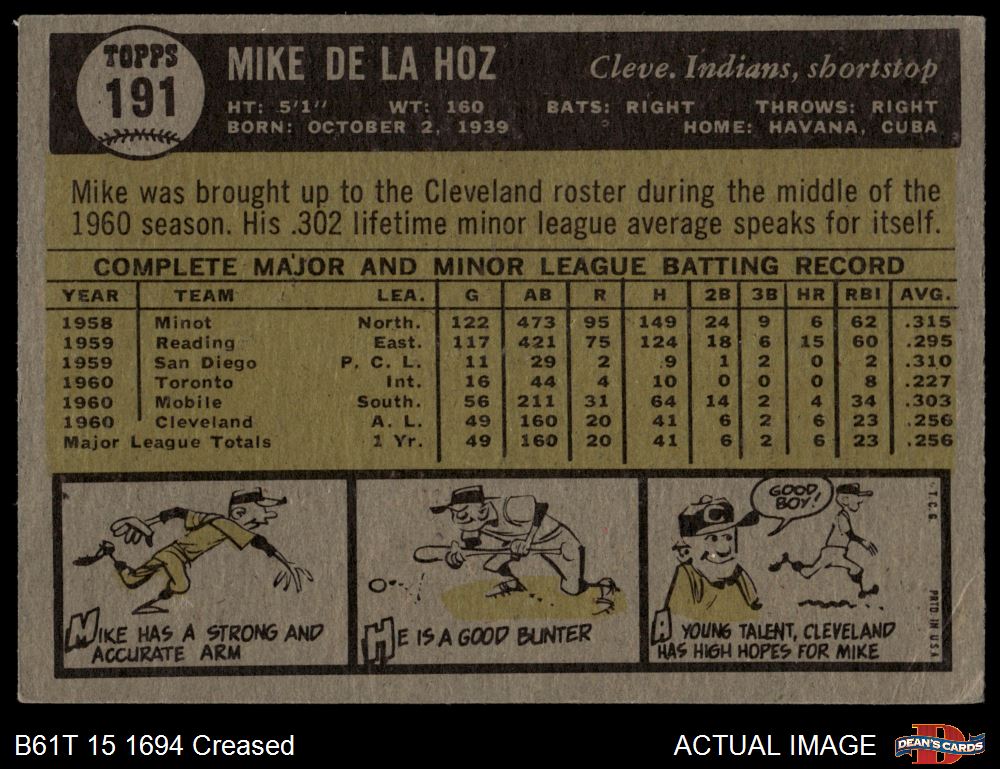 TOPPS
191
MIKE DE LA HOZ
Cleve. Indians, shortstop
HT: 5'1" WT: 160 BATS: RIGHT THROWS: RIGHT
BORN: OCTOBER 2, 1939 HOME: HAVANA, CUBA
Mike was brought up to the Cleveland roster during the middle of the
1960 season. His .302 lifetime minor league average speaks for itself.
COMPLETE MAJOR AND MINOR LEAGUE BATTING RECORD
YEAR TEAM LEA. G AB R H 2B 3B HR RBI AVG.
1958 Minot North. 122 473 95 149 24 9 6 62 .315
1959 Reading East. 117 421 75 124 18 6 15 60 .295
1959 San Diego P. C. L. 11 29 2 9 1 2 0 2 .310
1960 Toronto Int. 16 44 4 10 0 0 0 8 .227
1960 Mobile South. 56 211 31 64 14 2 4 34 .303
1960 Cleveland A. L. 49 160 20 41 6 2 6 23 .256
Major League Totals 1 Yr. 49 160 20 41 6 2 6 23 .256
MIKE HAS A STRONG AND
ACCURATE ARM
HE IS A GOOD BUNTER
C
GOOD
BOY!
A YOUNG TALENT, CLEVELAND
HAS HIGH HOPES FOR MIKE
T.C.G.
PRTD IN U.S.A.
B61T 15 1694 Creased
ACTUAL IMAGE
D
DEAN'S CARDS